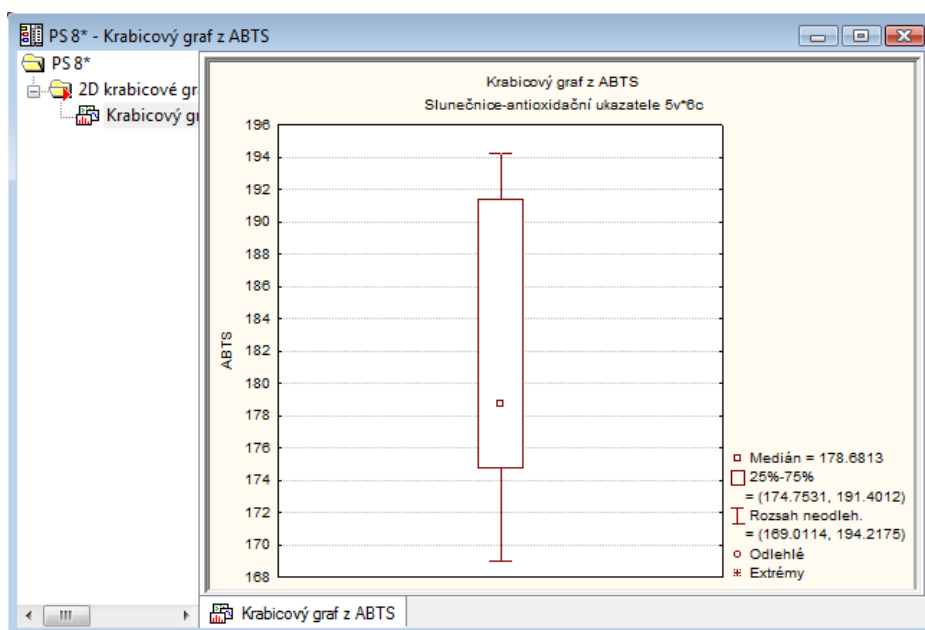 PS 8* - Krabicový graf z ABTS
PS 8*
2D krabicové gr
Krabicový gr
Krabicový graf z ABTS
Slunečnice-antioxidační ukazatele 5v*6c
196
194
192
190
188
186
184
182
180
178
176
174
172
170
168
ABTS
Medián = 178.6813
25%-75%
= (174.7531, 191.4012)
Rozsah neodleh.
= (169.0114, 194.2175)
Odlehlé
Extrémy
Krabicový graf z ABTS